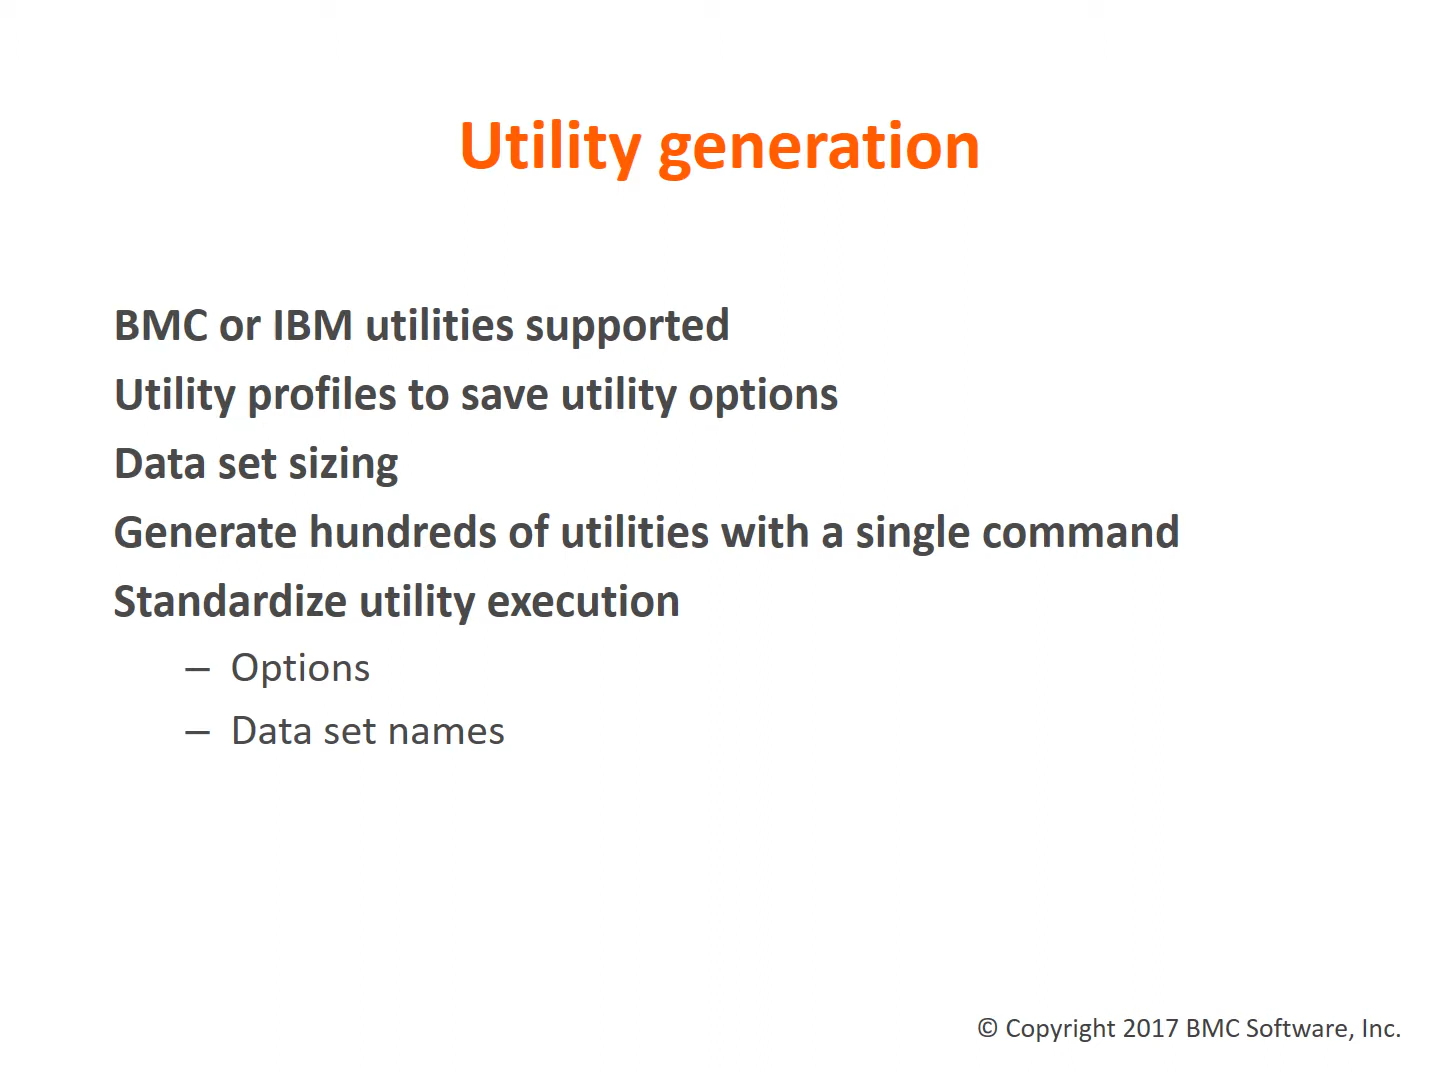 Utility generation
BMC or IBM utilities supported
Utility profiles to save utility options
Data set sizing
Generate hundreds of utilities with a single command
Standardize utility execution
– Options
– Data set names
© Copyright 2017 BMC Software, Inc.